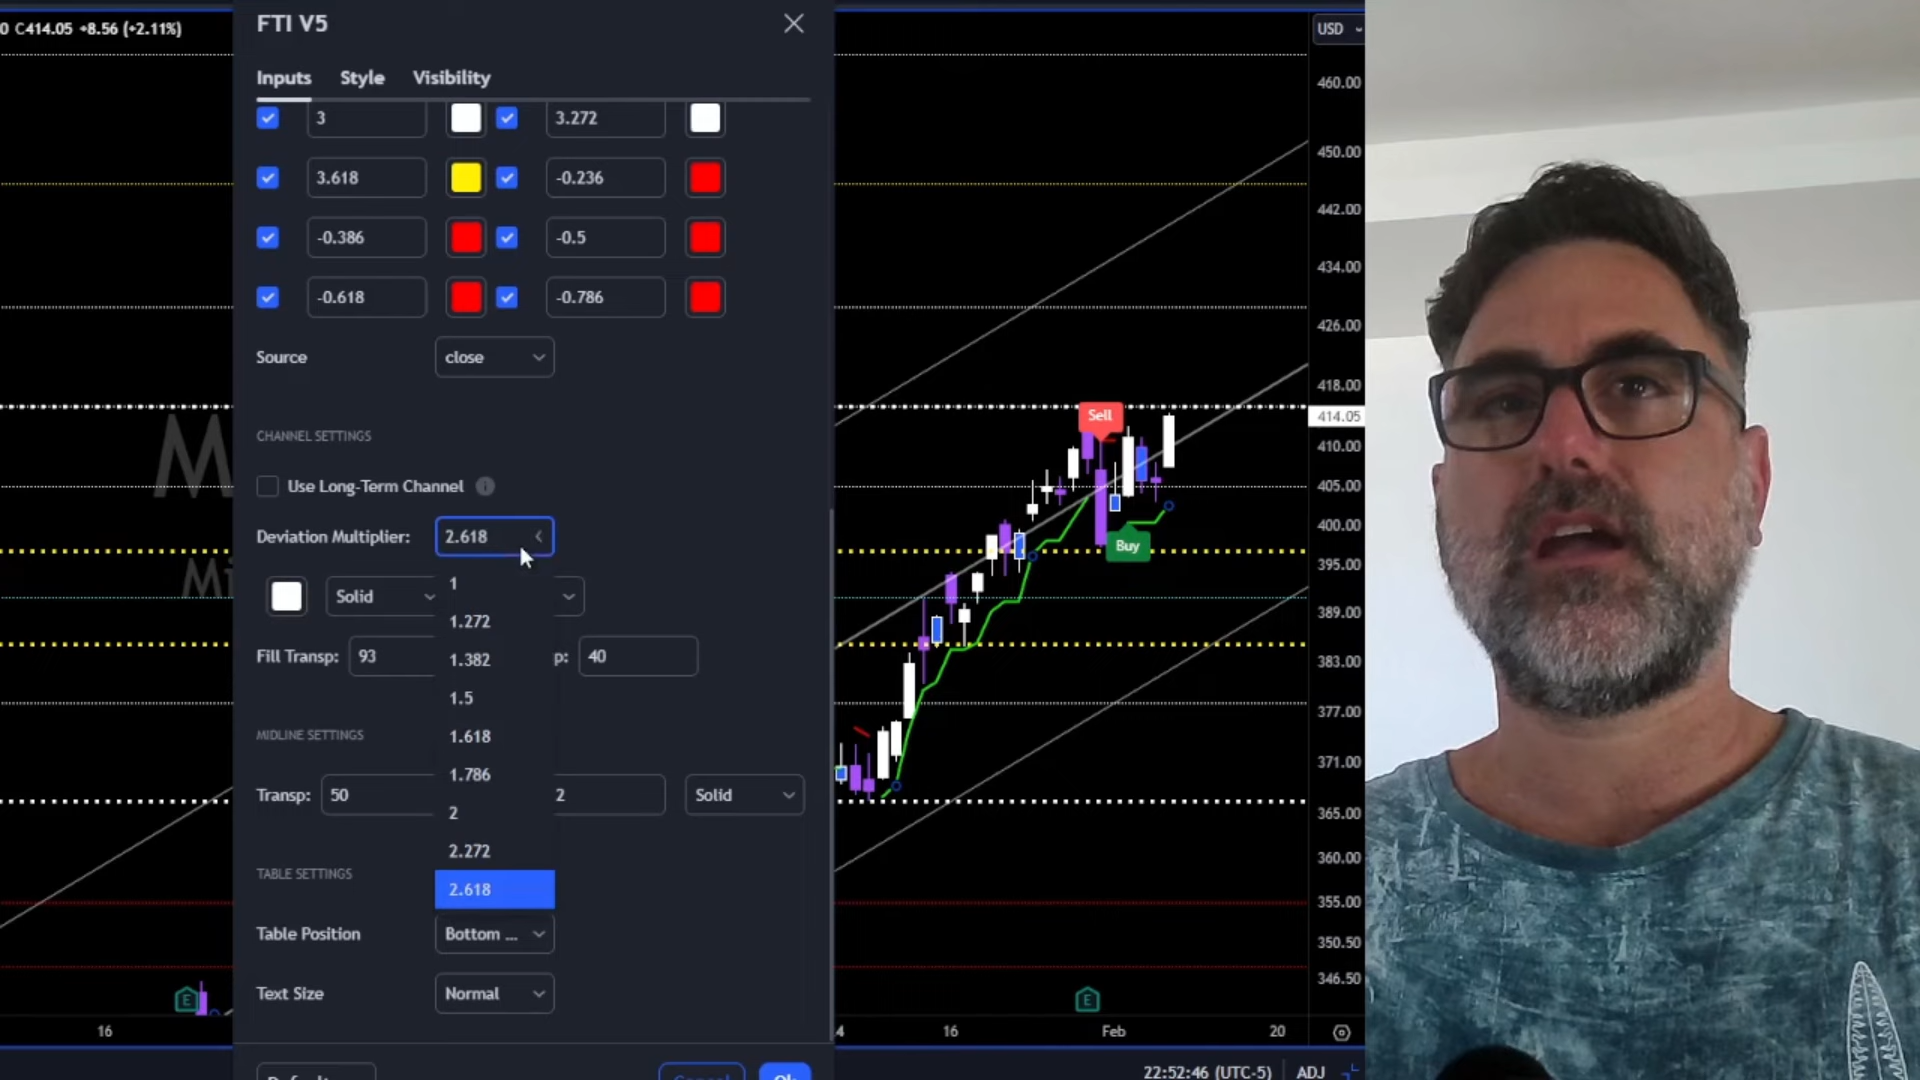 0 C414.05 +8.56 (+2.11%)
FTI V5
Inputs Style Visibility
3 3.272
3.618 -0.236
-0.386 -0.5
-0.618 -0.786
Source close
CHANNEL SETTINGS
Use Long-Term Channel
Deviation Multiplier: 2.618
Solid
1
1.272
1.382
1.5
1.618
1.786
2
2.272
2.618
Fill Transp: 93 p: 40
MIDLINE SETTINGS
Transp: 50 2 Solid
TABLE SETTINGS
Table Position Bottom ...
Text Size Normal
Cancel Ok
M
Mi
Sell
Buy
E
E
USD
460.00
450.00
442.00
434.00
426.00
418.00
414.05
410.00
405.00
400.00
395.00
389.00
383.00
377.00
371.00
365.00
360.00
355.00
350.50
346.50
16 4 16 Feb 20
22:52:46 (UTC-5) ADJ